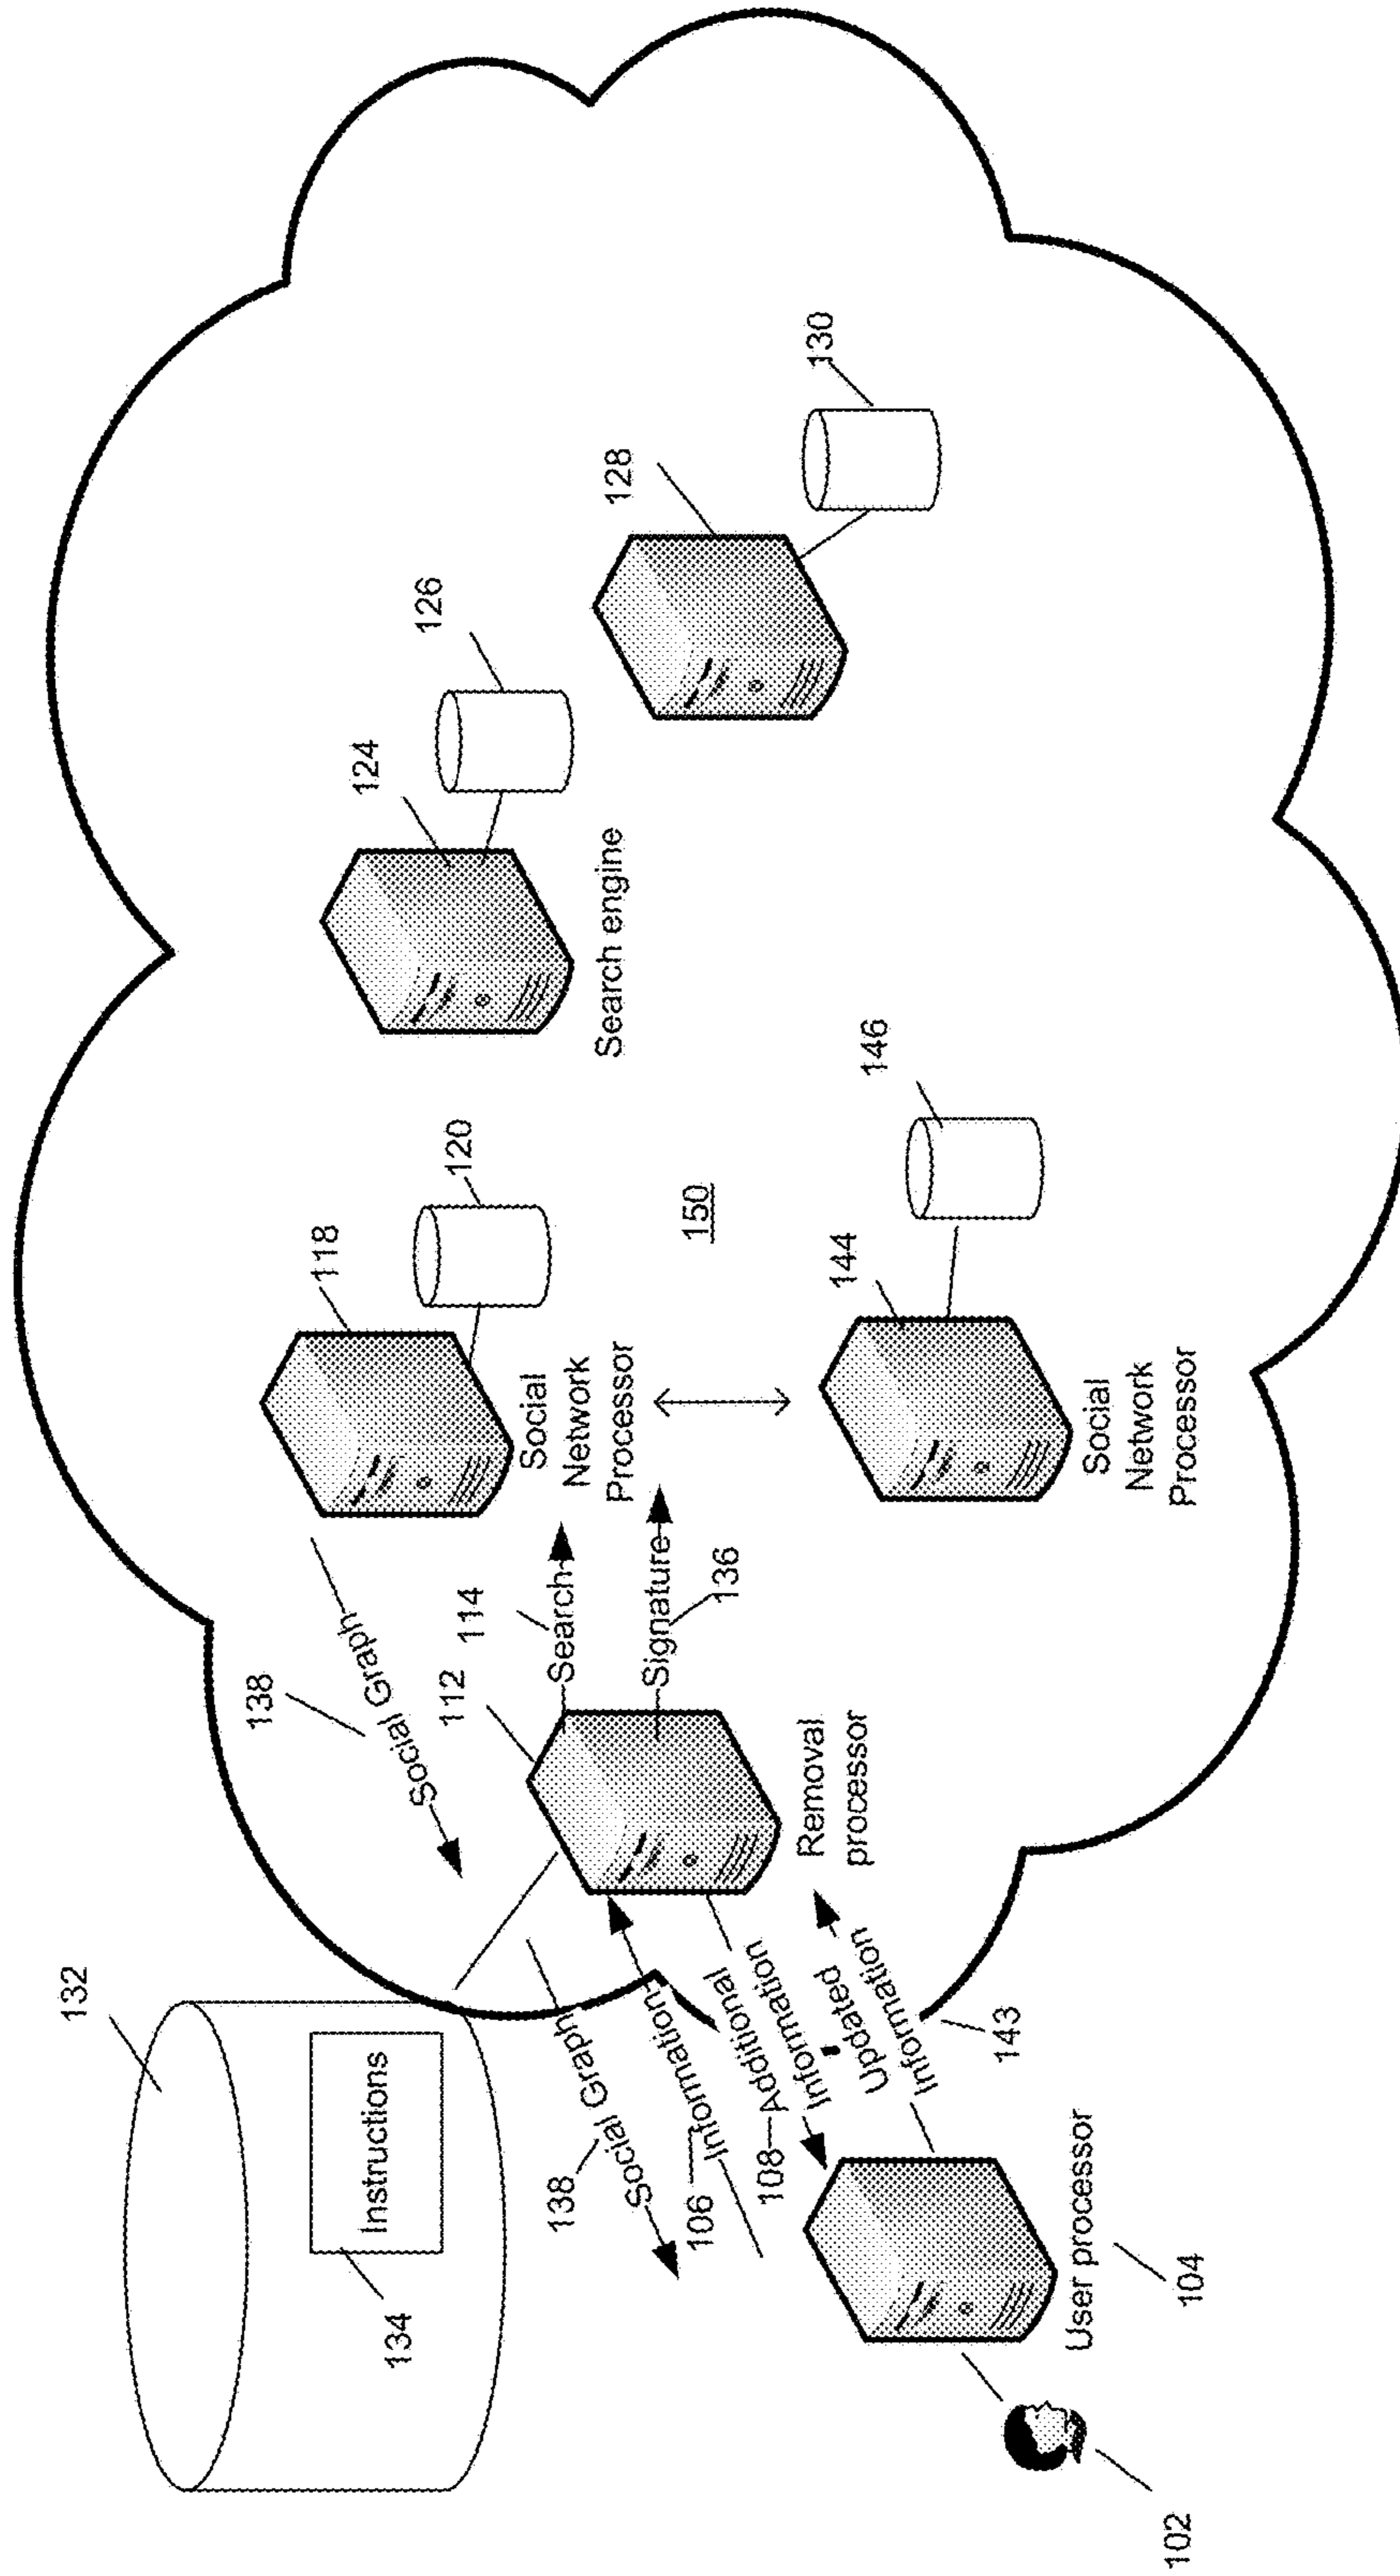 132
Instructions
134
138
Social Graph
118
120
124
126
128
130
Search engine
112
114
Search
Signature
136
Social
Network
Processor
150
144
146
Social
Network
Processor
Removal
processor
138
Social Graph
106
Information
108
Additional
Information
Updated
Information
143
User processor
104
102